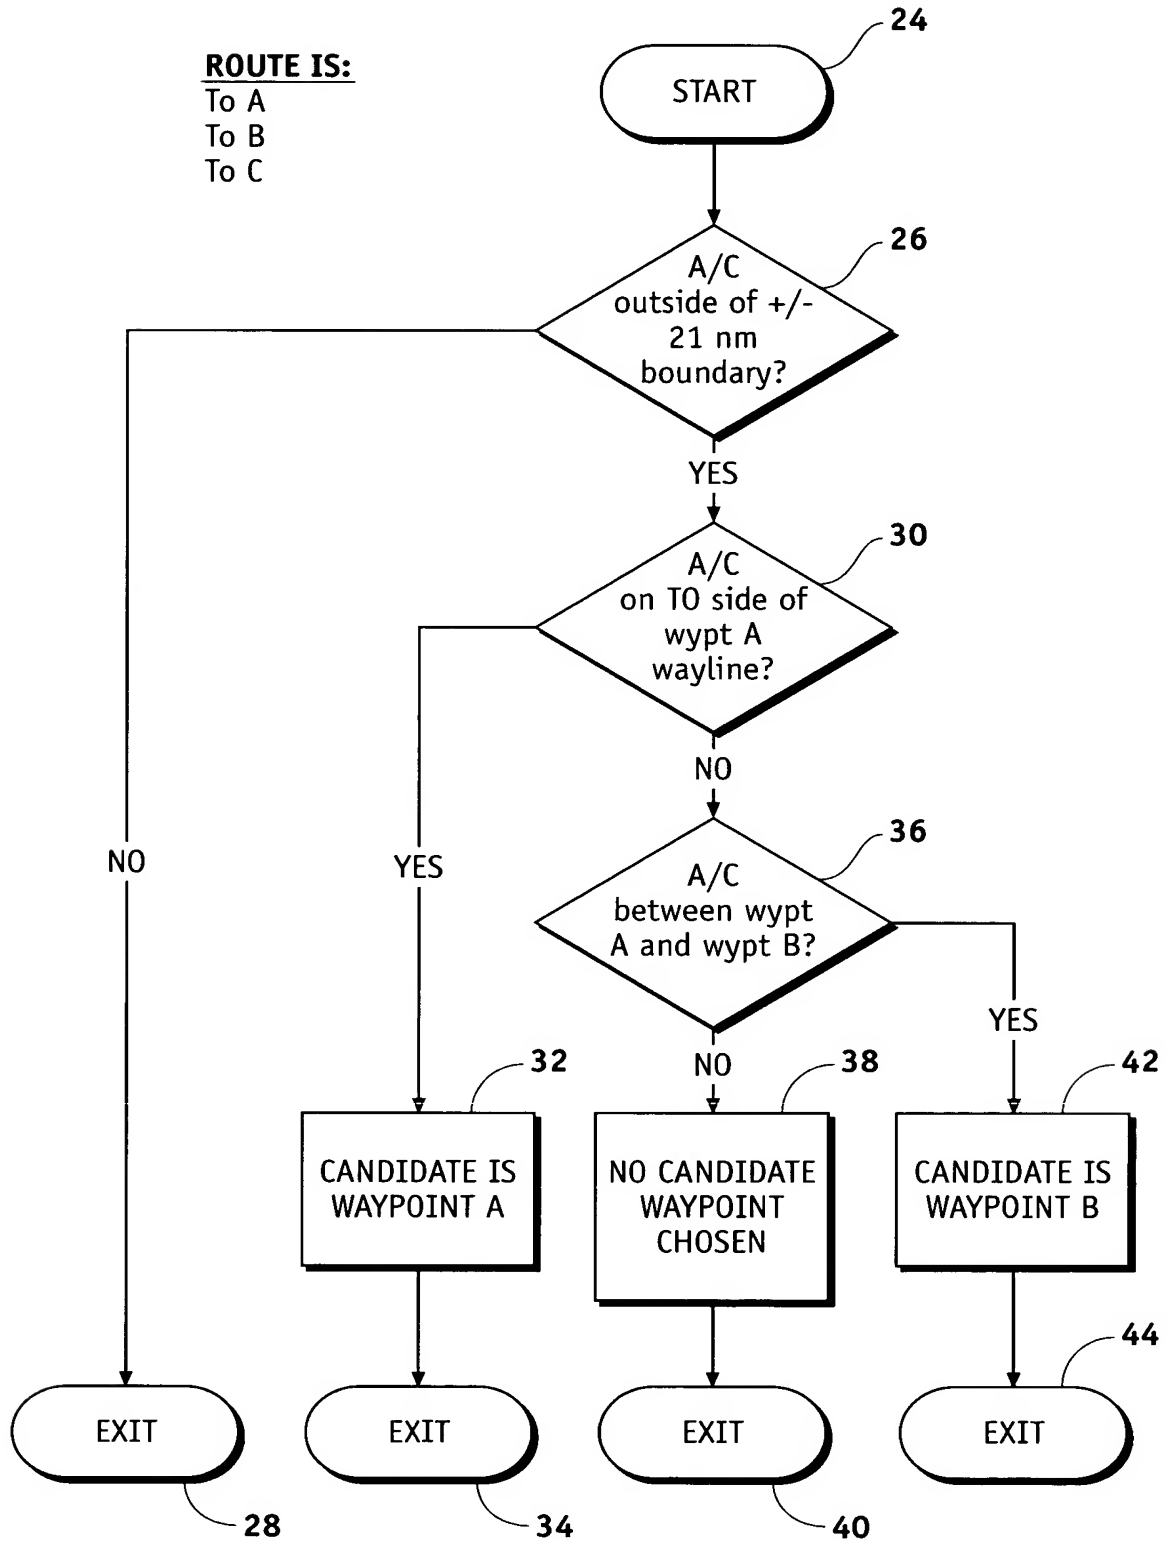 24
ROUTE IS:
To A
To B
To C
START
26
A/C
outside of +/-
21 nm
boundary?
YES
30
A/C
on TO side of
wypt A
wayline?
NO
36
A/C
between wypt
A and wypt B?
NO
YES
YES
NO
32
38
42
CANDIDATE IS
WAYPOINT A
NO CANDIDATE
WAYPOINT
CHOSEN
CANDIDATE IS
WAYPOINT B
44
EXIT
EXIT
EXIT
EXIT
28
34
40